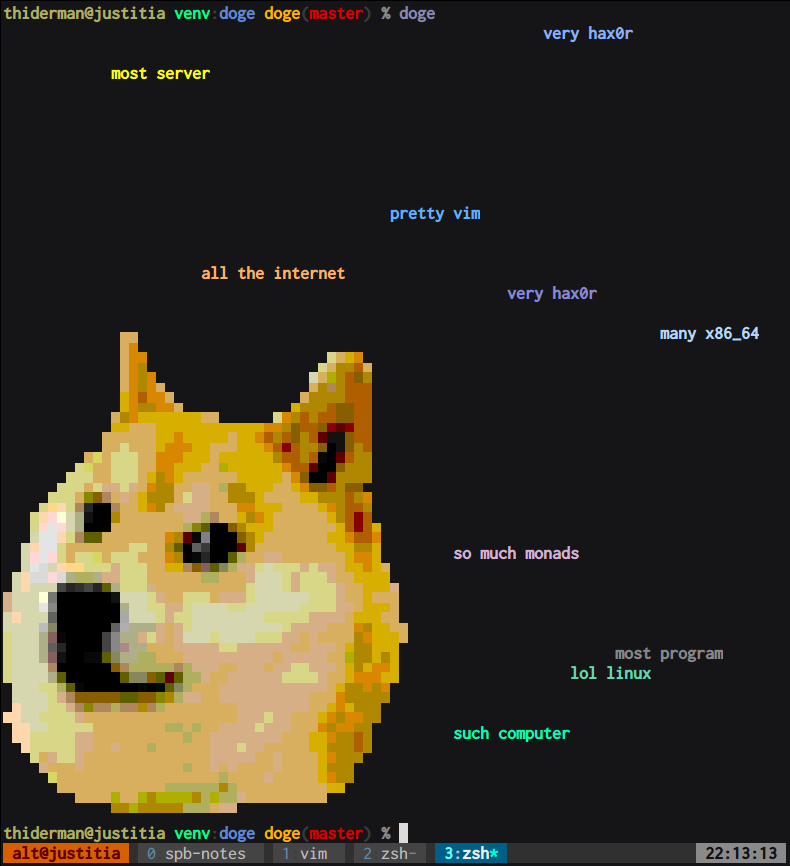 thiderman@justitia venv:doge doge(master) % doge
very hax0r
most server
pretty vim
all the internet
very hax0r
many x86_64
so much monads
most program
lol linux
such computer
thiderman@justitia venv:doge doge(master) %
alt@justitia 0 spb-notes 1 vim 2 zsh- 3:zsh* 22:13:13